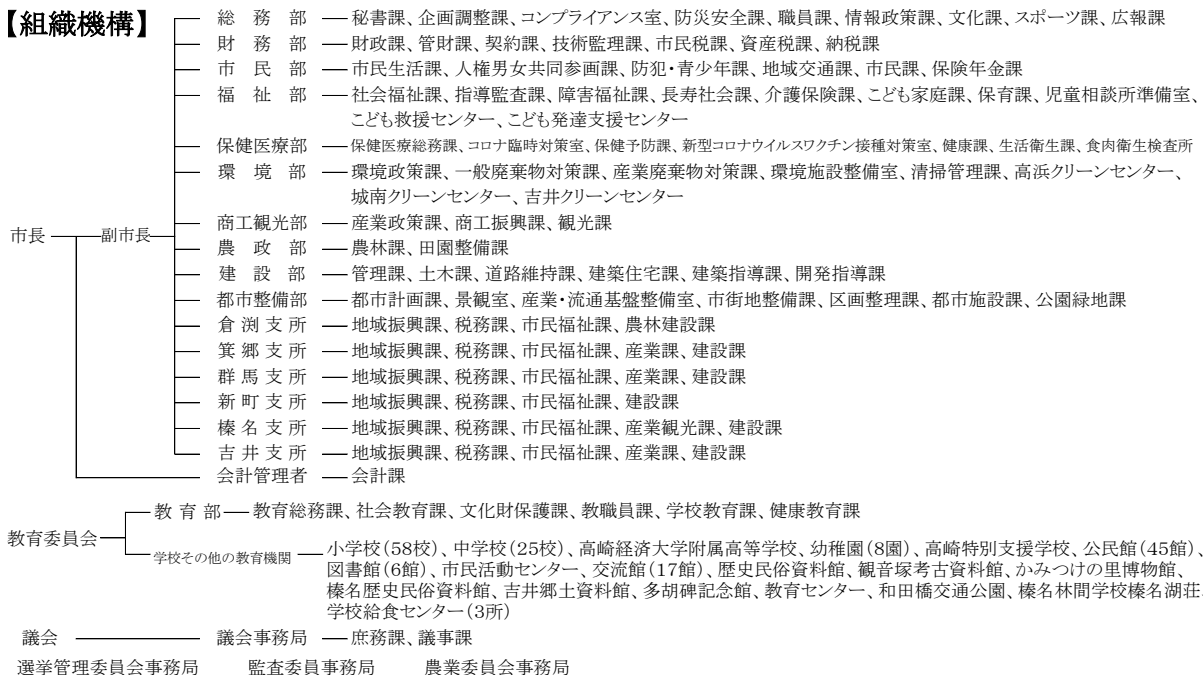 【組織機構】
総務部 秘書課、企画調整課、コンプライアンス室、防災安全課、職員課、情報政策課、文化課、スポーツ課、広報課
財務部 財政課、管財課、契約課、技術監理課、市民税課、資産税課、納税課
市民部 市民生活課、人権男女共同参画課、防犯・青少年課、地域交通課、市民課、保険年金課
福祉部 社会福祉課、指導監査課、障害福祉課、長寿社会課、介護保険課、こども家庭課、保育課、児童相談所準備室、
こども救援センター、こども発達支援センター
保健医療部 保健医療総務課、コロナ臨時対策室、保健予防課、新型コロナウイルスワクチン接種対策室、健康課、生活衛生課、食肉衛生検査所
環境部 環境政策課、一般廃棄物対策課、産業廃棄物対策課、環境施設整備室、清掃管理課、高浜クリーンセンター、
城南クリーンセンター、吉井クリーンセンター
商工観光部 産業政策課、商工振興課、観光課
市長 副市長
農政部 農林課、田園整備課
建設部 管理課、土木課、道路維持課、建築住宅課、建築指導課、開発指導課
都市整備部 都市計画課、景観室、産業・流通基盤整備室、市街地整備課、区画整理課、都市施設課、公園緑地課
倉渕支所 地域振興課、税務課、市民福祉課、農林建設課
箕郷支所 地域振興課、税務課、市民福祉課、産業課、建設課
群馬支所 地域振興課、税務課、市民福祉課、産業課、建設課
新町支所 地域振興課、税務課、市民福祉課、建設課
榛名支所 地域振興課、税務課、市民福祉課、産業観光課、建設課
吉井支所 地域振興課、税務課、市民福祉課、産業課、建設課
会計管理者 会計課
教育委員会
教育部 教育総務課、社会教育課、文化財保護課、教職員課、学校教育課、健康教育課
学校その他の教育機関 小学校(58校)、中学校(25校)、高崎経済大学附属高等学校、幼稚園(8園)、高崎特別支援学校、公民館(45館)、
図書館(6館)、市民活動センター、交流館(17館)、歴史民俗資料館、観音塚考古資料館、かみつけの里博物館、
榛名歴史民俗資料館、吉井郷土資料館、多胡碑記念館、教育センター、和田橋交通公園、榛名林間学校榛名湖荘、
学校給食センター(3所)
議会 議会事務局 庶務課、議事課
選挙管理委員会事務局 監査委員事務局 農業委員会事務局